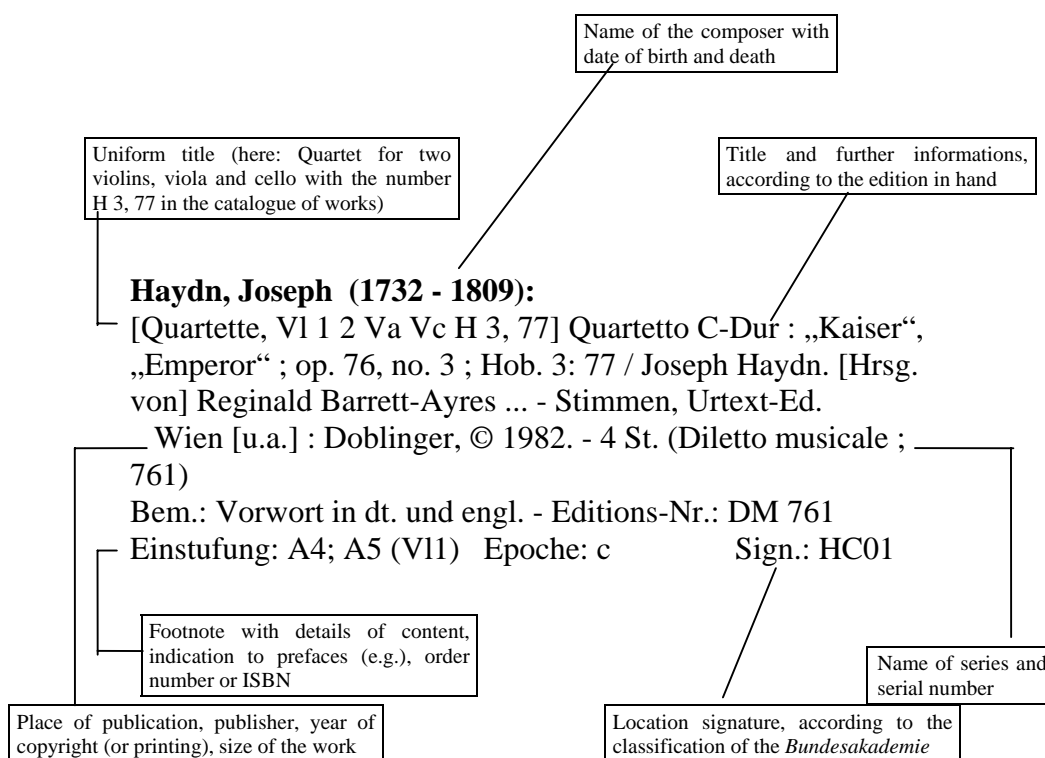 Name of the composer with
date of birth and death
Uniform title (here: Quartet for two
violins, viola and cello with the number
H 3, 77 in the catalogue of works)
Title and further informations,
according to the edition in hand
Haydn, Joseph (1732 - 1809):
[Quartette, Vl 1 2 Va Vc H 3, 77] Quartetto C-Dur : „Kaiser“,
„Emperor“ ; op. 76, no. 3 ; Hob. 3: 77 / Joseph Haydn. [Hrsg.
von] Reginald Barrett-Ayres ... - Stimmen, Urtext-Ed.
Wien [u.a.] : Doblinger, © 1982. - 4 St. (Diletto musicale ;
761)
Bem.: Vorwort in dt. und engl. - Editions-Nr.: DM 761
Einstufung: A4; A5 (Vl1) Epoche: c Sign.: HC01
Footnote with details of content,
indication to prefaces (e.g.), order
number or ISBN
Name of series and
serial number
Place of publication, publisher, year of
copyright (or printing), size of the work
Location signature, according to the
classification of the Bundesakademie